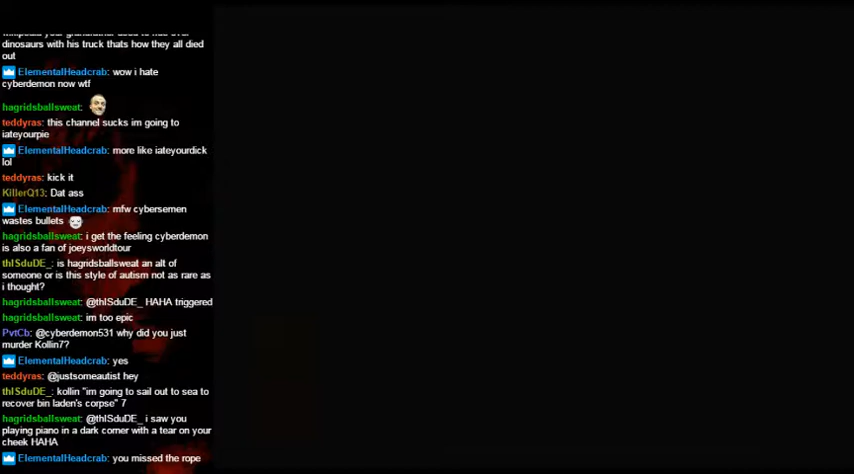 dinosaurs with his truck thats how they all died
out
ElementalHeadcrab: wow i hate
cyberdemon now wtf
hagridsballsweat:
teddyras: this channel sucks im going to
iateyourpie
ElementalHeadcrab: more like iateyourdick
lol
teddyras: kick it
KillerQ13: Dat ass
ElementalHeadcrab: mfw cybersemen
wastes bullets
hagridsballsweat: i get the feeling cyberdemon
is also a fan of joeysworldtour
thISduDE_: is hagridsballsweat an alt of
someone or is this style of autism not as rare as
i thought?
hagridsballsweat: @thISduDE_ HAHA triggered
hagridsballsweat: im too epic
PvtCb: @cyberdemon531 why did you just
murder Kollin7?
ElementalHeadcrab: yes
teddyras: @justsomeautist hey
thISduDE_: kollin "im going to sail out to sea to
recover bin laden's corpse" 7
hagridsballsweat: @thISduDE_ i saw you
playing piano in a dark corner with a tear on your
cheek HAHA
ElementalHeadcrab: you missed the rope